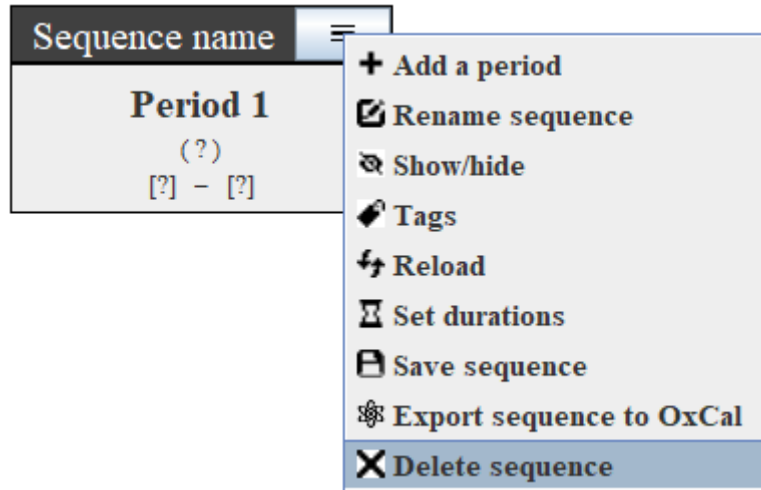 Sequence name
Period 1
(?)
[?] – [?]
Add a period
Rename sequence
Show/hide
Tags
Reload
Set durations
Save sequence
Export sequence to OxCal
Delete sequence